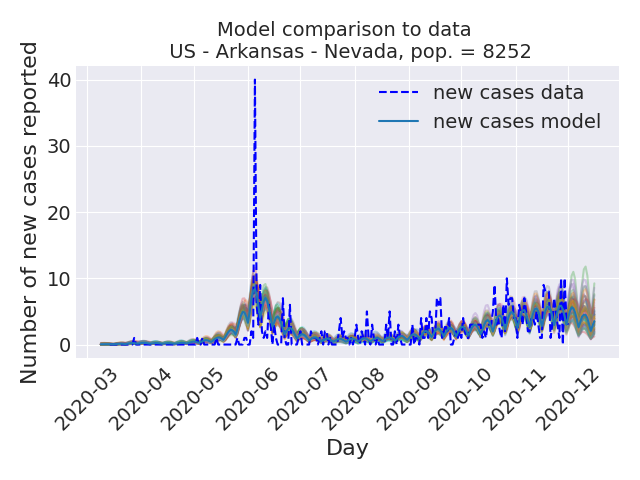 Model comparison to data
US - Arkansas - Nevada, pop. = 8252
Number of new cases reported
40
30
20
10
0
new cases data
new cases model
2020-03
2020-04
2020-05
2020-06
2020-07
2020-08
2020-09
2020-10
2020-11
2020-12
Day